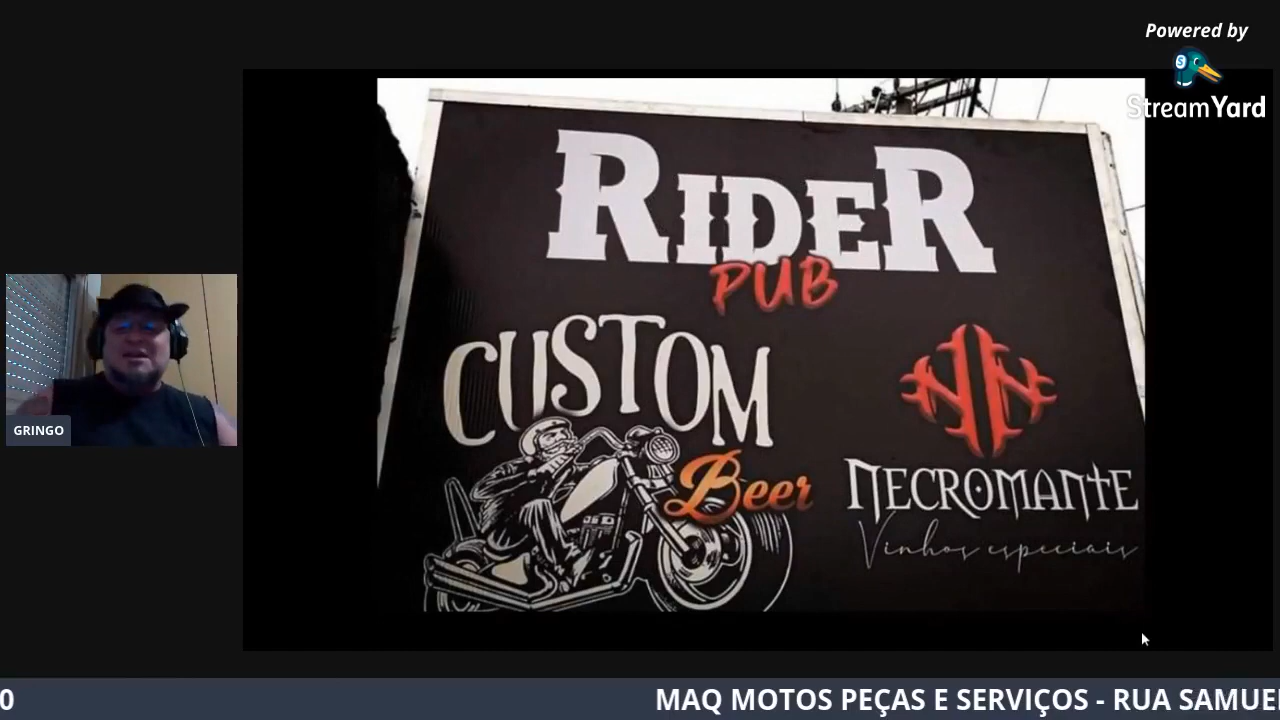 Powered by
StreamYard
RIDER
PUB
CUSTOM
Beer
NECROMANTE
Vinhos especiais
GRINGO
0
MAQ MOTOS PEÇAS E SERVIÇOS - RUA SAMUE